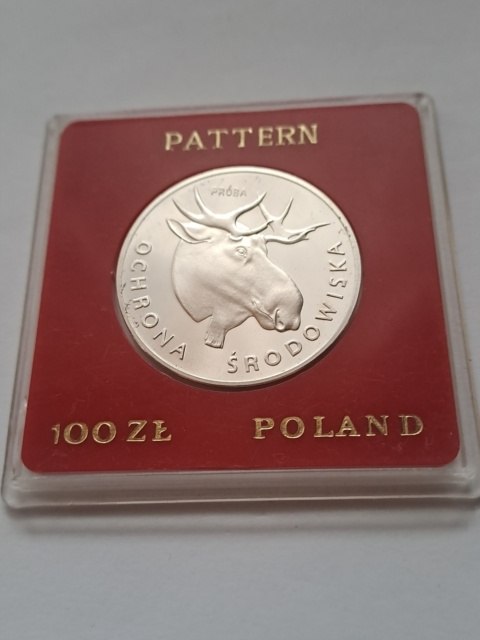 PATTERN
PRÓBA
OCHRONA ŚRODOWISKA
100 ZŁ POLAND